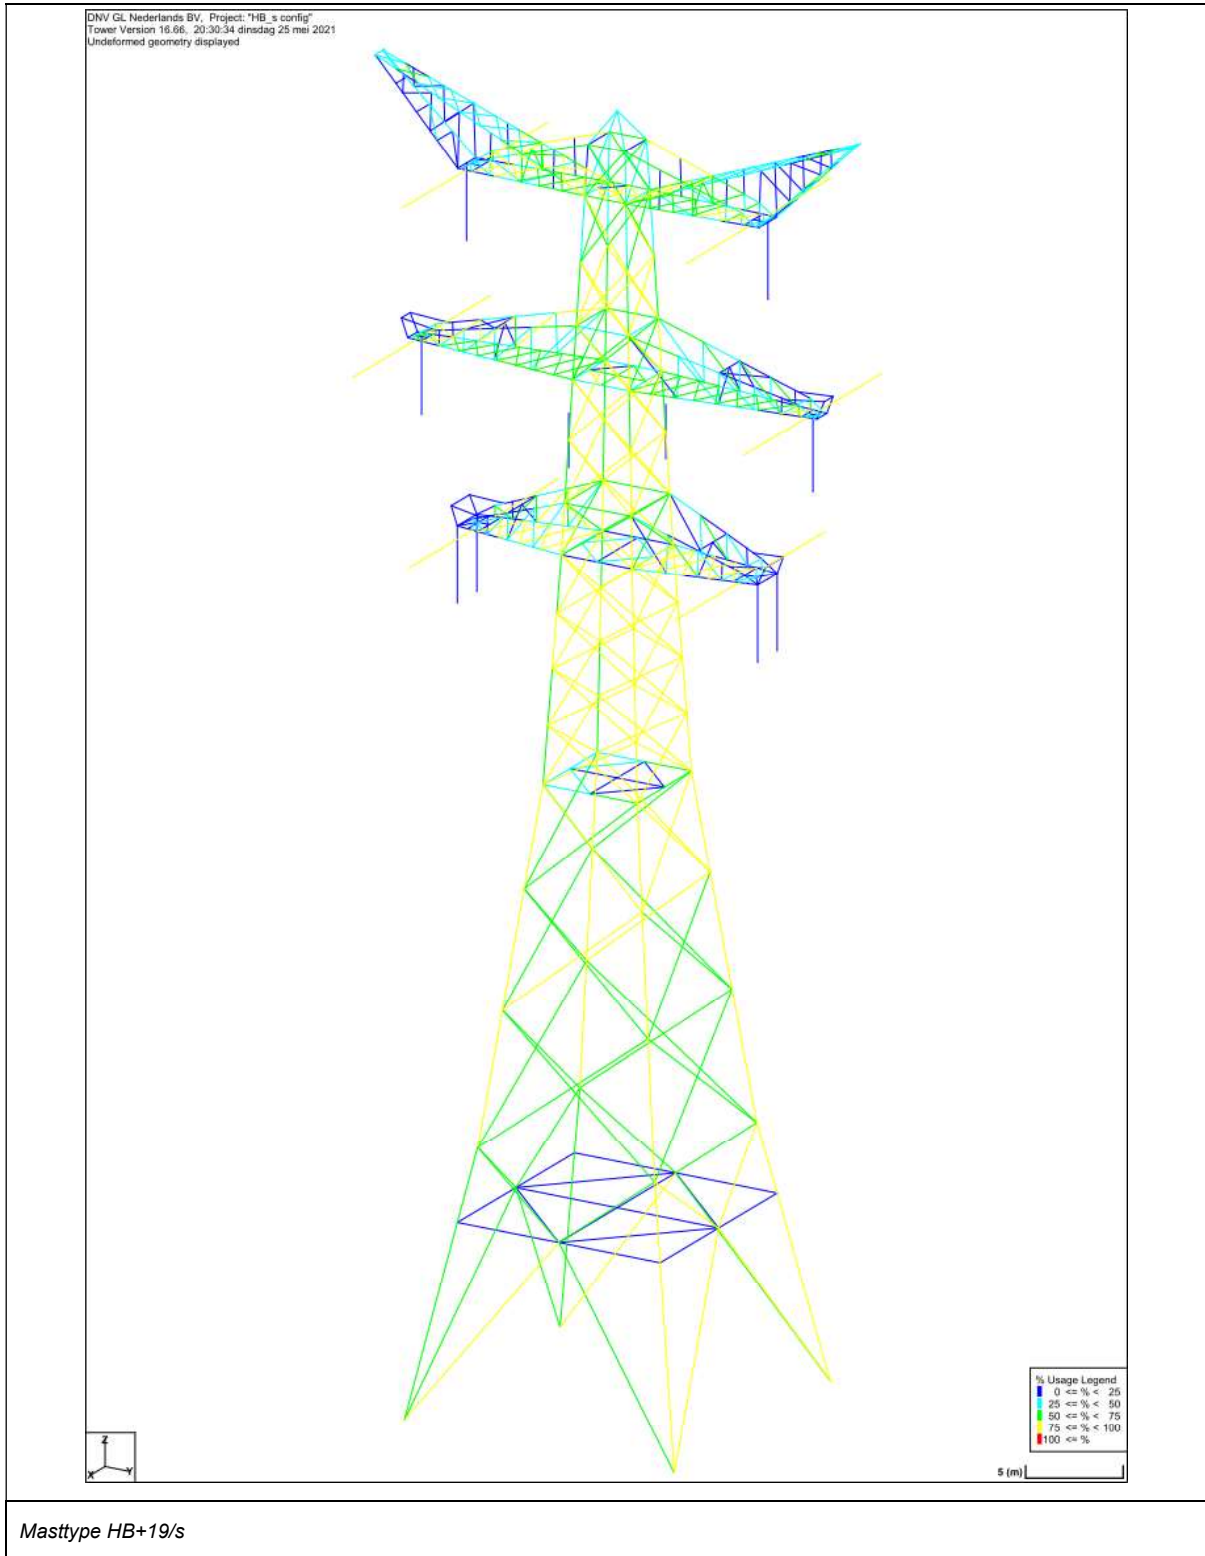 DNV GL Nederlands BV, Project: "HB_s config"
Tower Version 16.66, 20:30:34 dinsdag 25 mei 2021
Undeformed geometry displayed
% Usage Legend
0 <= % < 25
25 <= % < 50
50 <= % < 75
75 <= % < 100
100 <= %
Z
X
Y
5 (m)
Masttype HB+19/s